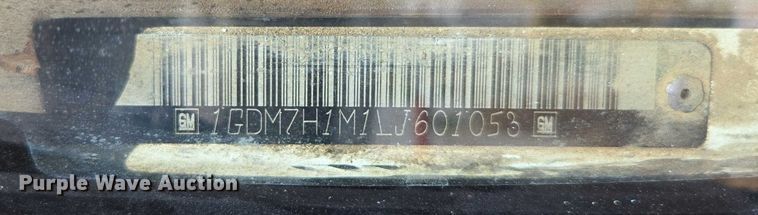 GM 1GDM7H1M1LJ601053 GM
Purple Wave Auction